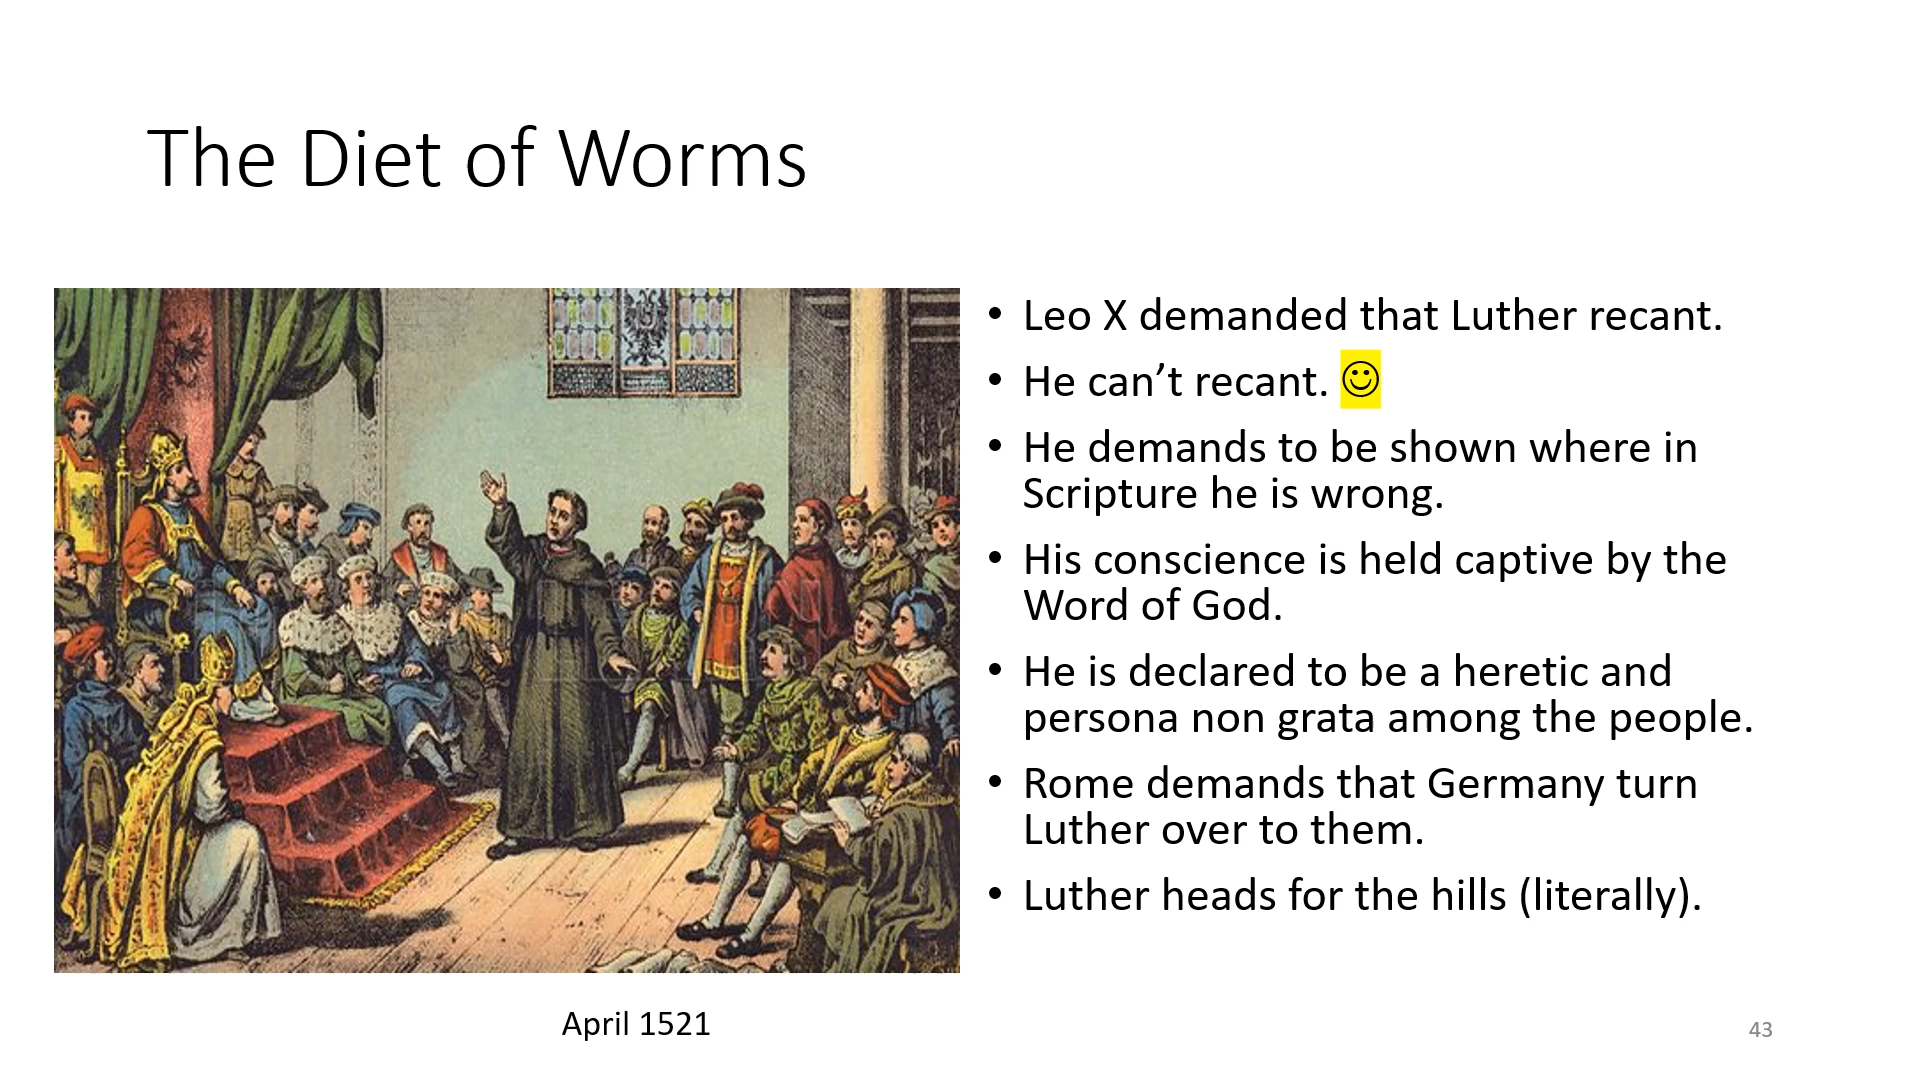 The Diet of Worms
• Leo X demanded that Luther recant.
• He can’t recant. ☺
• He demands to be shown where in
Scripture he is wrong.
• His conscience is held captive by the
Word of God.
• He is declared to be a heretic and
persona non grata among the people.
• Rome demands that Germany turn
Luther over to them.
• Luther heads for the hills (literally).
April 1521
43